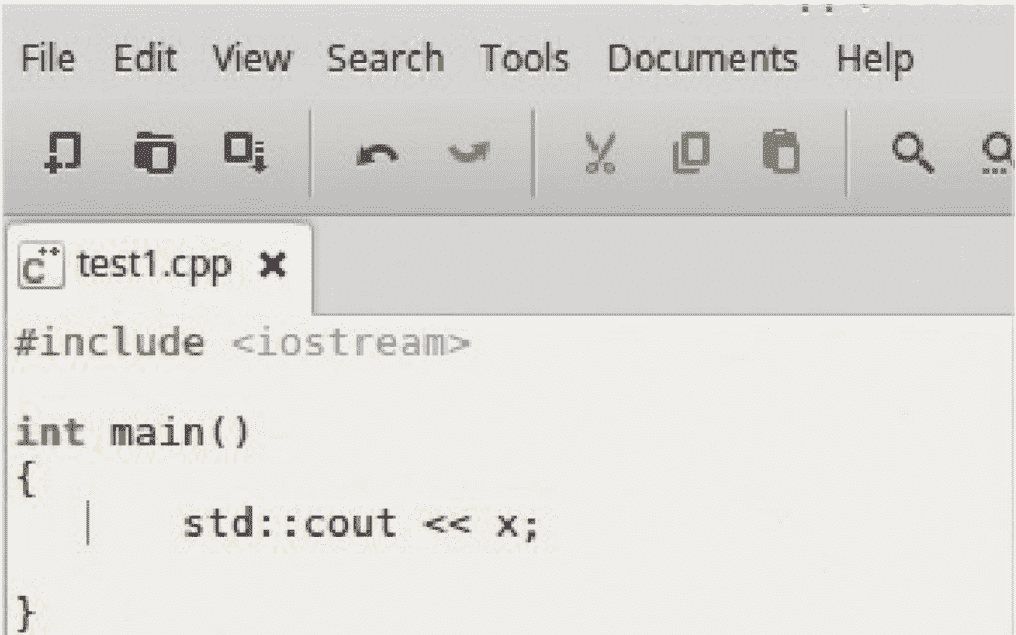 File Edit View Search Tools Documents Help
C++ test1.cpp
#include <iostream>
int main()
{
std::cout << x;
}